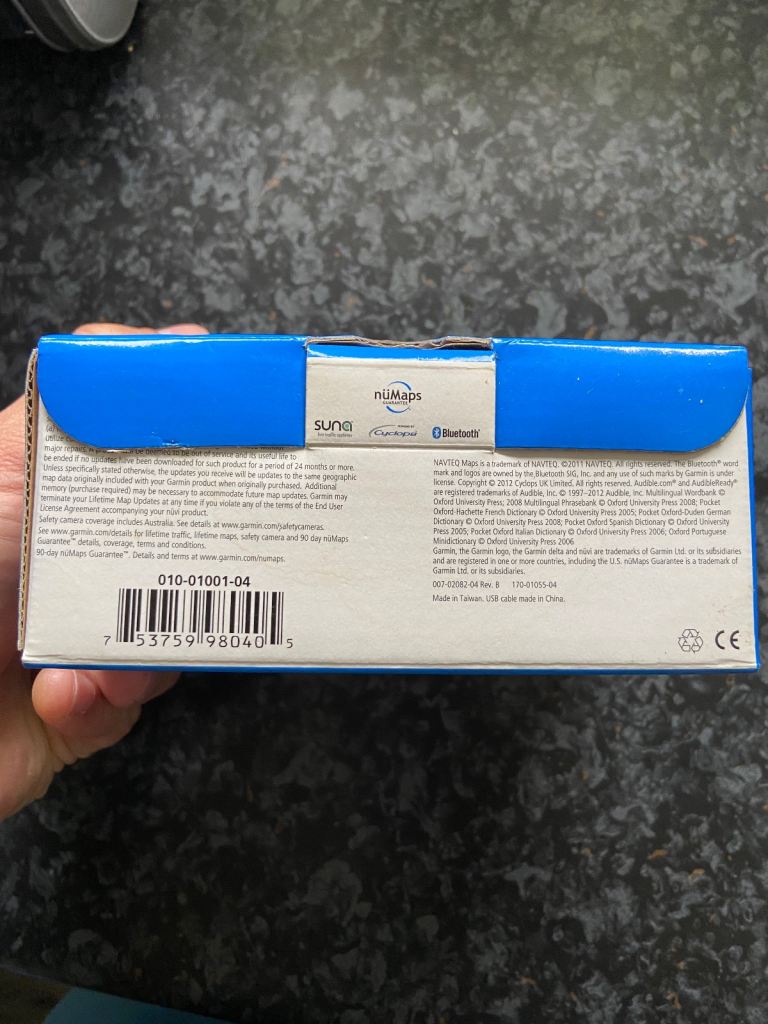 nüMaps
GUARANTEE™
suna
live traffic updates
POWERED BY
Cyclops
Bluetooth®
(a)
utilize
major repairs.
deemed to be out of service and its useful life to
be ended if no updates have been downloaded for such product for a period of 24 months or more.
Unless specifically stated otherwise, the updates you receive will be updates to the same geographic
map data originally included with your Garmin product when originally purchased. Additional
memory (purchase required) may be necessary to accommodate future map updates. Garmin may
terminate your Lifetime Map Updates at any time if you violate any of the terms of the End User
License Agreement accompanying your nüvi product.
Safety camera coverage includes Australia. See details at www.garmin.com/safetycameras.
See www.garmin.com/details for lifetime traffic, lifetime maps, safety camera and 90 day nüMaps
Guarantee™ details, coverage, terms and conditions.
90-day nüMaps Guarantee™. Details and terms at www.garmin.com/numaps.
010-01001-04
7 53759 98040 5
NAVTEQ Maps is a trademark of NAVTEQ. ©2011 NAVTEQ. All rights reserved. The Bluetooth® word
mark and logos are owned by the Bluetooth SIG, Inc. and any use of such marks by Garmin is under
license. Copyright © 2012 Cyclops UK Limited. All rights reserved. Audible.com® and AudibleReady®
are registered trademarks of Audible, Inc. © 1997–2012 Audible, Inc. Multilingual Wordbank ©
Oxford University Press; 2008 Multilingual Phrasebank © Oxford University Press 2008; Pocket
Oxford-Hachette French Dictionary © Oxford University Press 2005; Pocket Oxford-Duden German
Dictionary © Oxford University Press 2008; Pocket Oxford Spanish Dictionary © Oxford University
Press 2005; Pocket Oxford Italian Dictionary © Oxford University Press 2006; Oxford Portuguese
Minidictionary © Oxford University Press 2006
Garmin, the Garmin logo, the Garmin delta and nüvi are trademarks of Garmin Ltd. or its subsidiaries
and are registered in one or more countries, including the U.S. nüMaps Guarantee is a trademark of
Garmin Ltd. or its subsidiaries.
007-02082-04 Rev. B 170-01055-04
Made in Taiwan. USB cable made in China.
CE